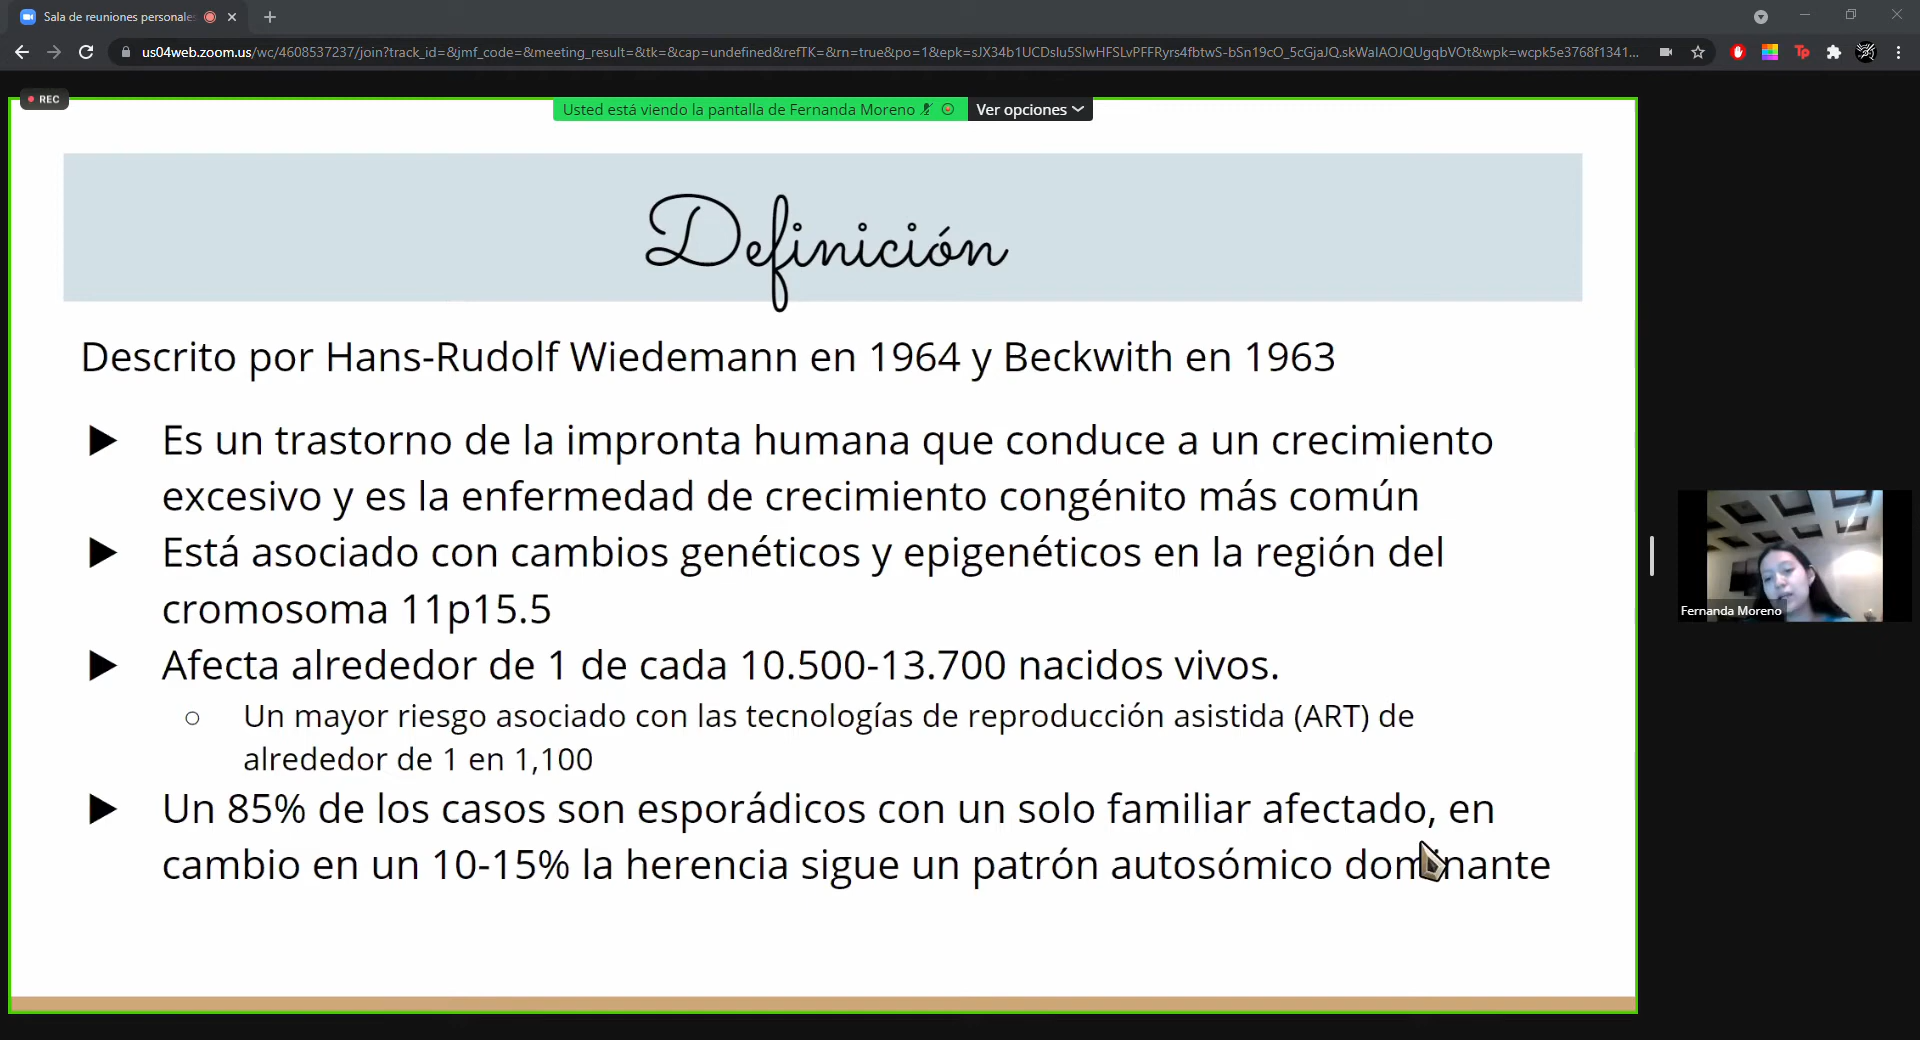 Sala de reuniones personales
us04web.zoom.us/wc/4608537237/join?track_id=&jmf_code=&meeting_result=&tk=&cap=undefined&refTK=&rn=true&po=1&epk=sJX34b1UCDslu5SlwHFSLvPFFRyrs4fbtwS-bSn19cO_5cGjaJQ.skWaIAOJQUgqbVOt&wpk=wcpk5e3768f1341...
REC
Usted está viendo la pantalla de Fernanda Moreno
Ver opciones
Definición
Descrito por Hans-Rudolf Wiedemann en 1964 y Beckwith en 1963
Es un trastorno de la impronta humana que conduce a un crecimiento
excesivo y es la enfermedad de crecimiento congénito más común
Está asociado con cambios genéticos y epigenéticos en la región del
cromosoma 11p15.5
Afecta alrededor de 1 de cada 10.500-13.700 nacidos vivos.
Un mayor riesgo asociado con las tecnologías de reproducción asistida (ART) de
alrededor de 1 en 1,100
Un 85% de los casos son esporádicos con un solo familiar afectado, en
cambio en un 10-15% la herencia sigue un patrón autosómico dominante
Fernanda Moreno